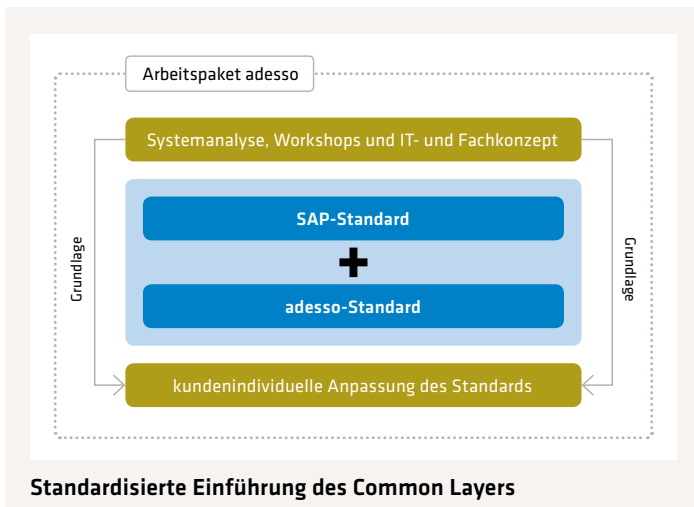 Arbeitspaket adesso
Systemanalyse, Workshops und IT- und Fachkonzept
SAP-Standard
+
adesso-Standard
Grundlage
Grundlage
kundenindividuelle Anpassung des Standards
Standardisierte Einführung des Common Layers